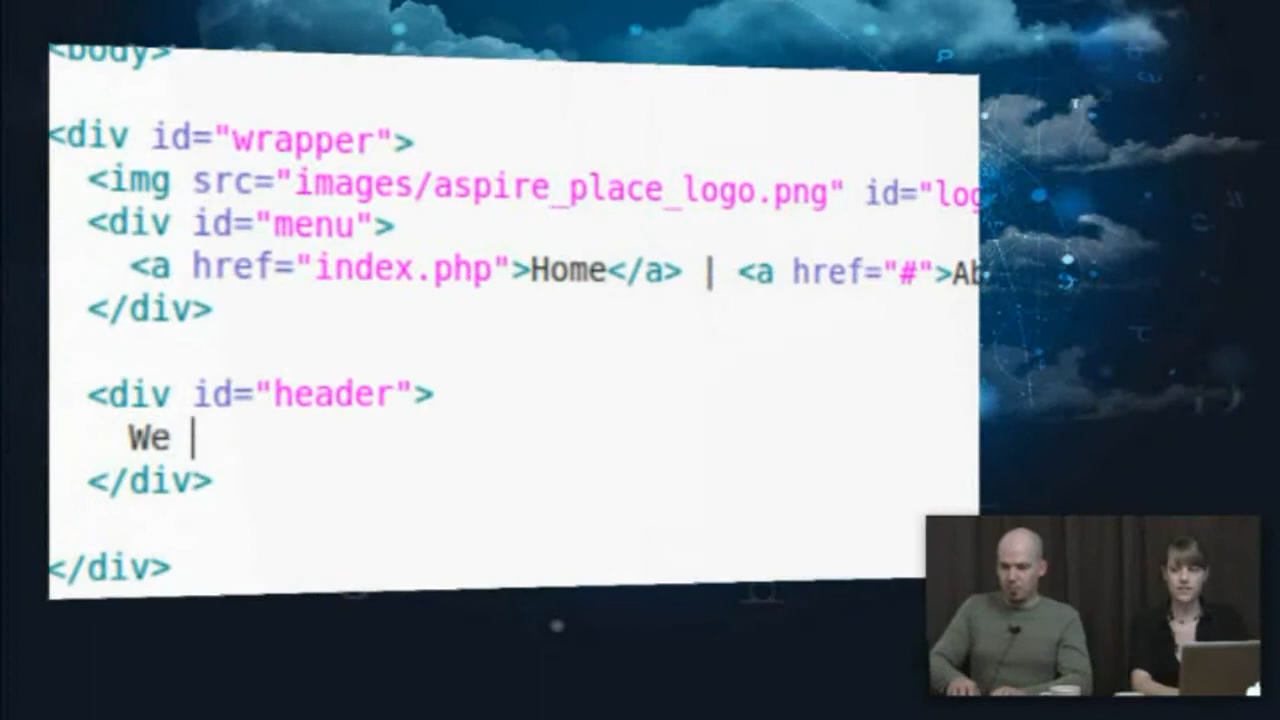 <body>
<div id="wrapper">
<img src="images/aspire_place_logo.png" id="log
<div id="menu">
<a href="index.php">Home</a> | <a href="#">Ab
</div>
<div id="header">
We
</div>
</div>